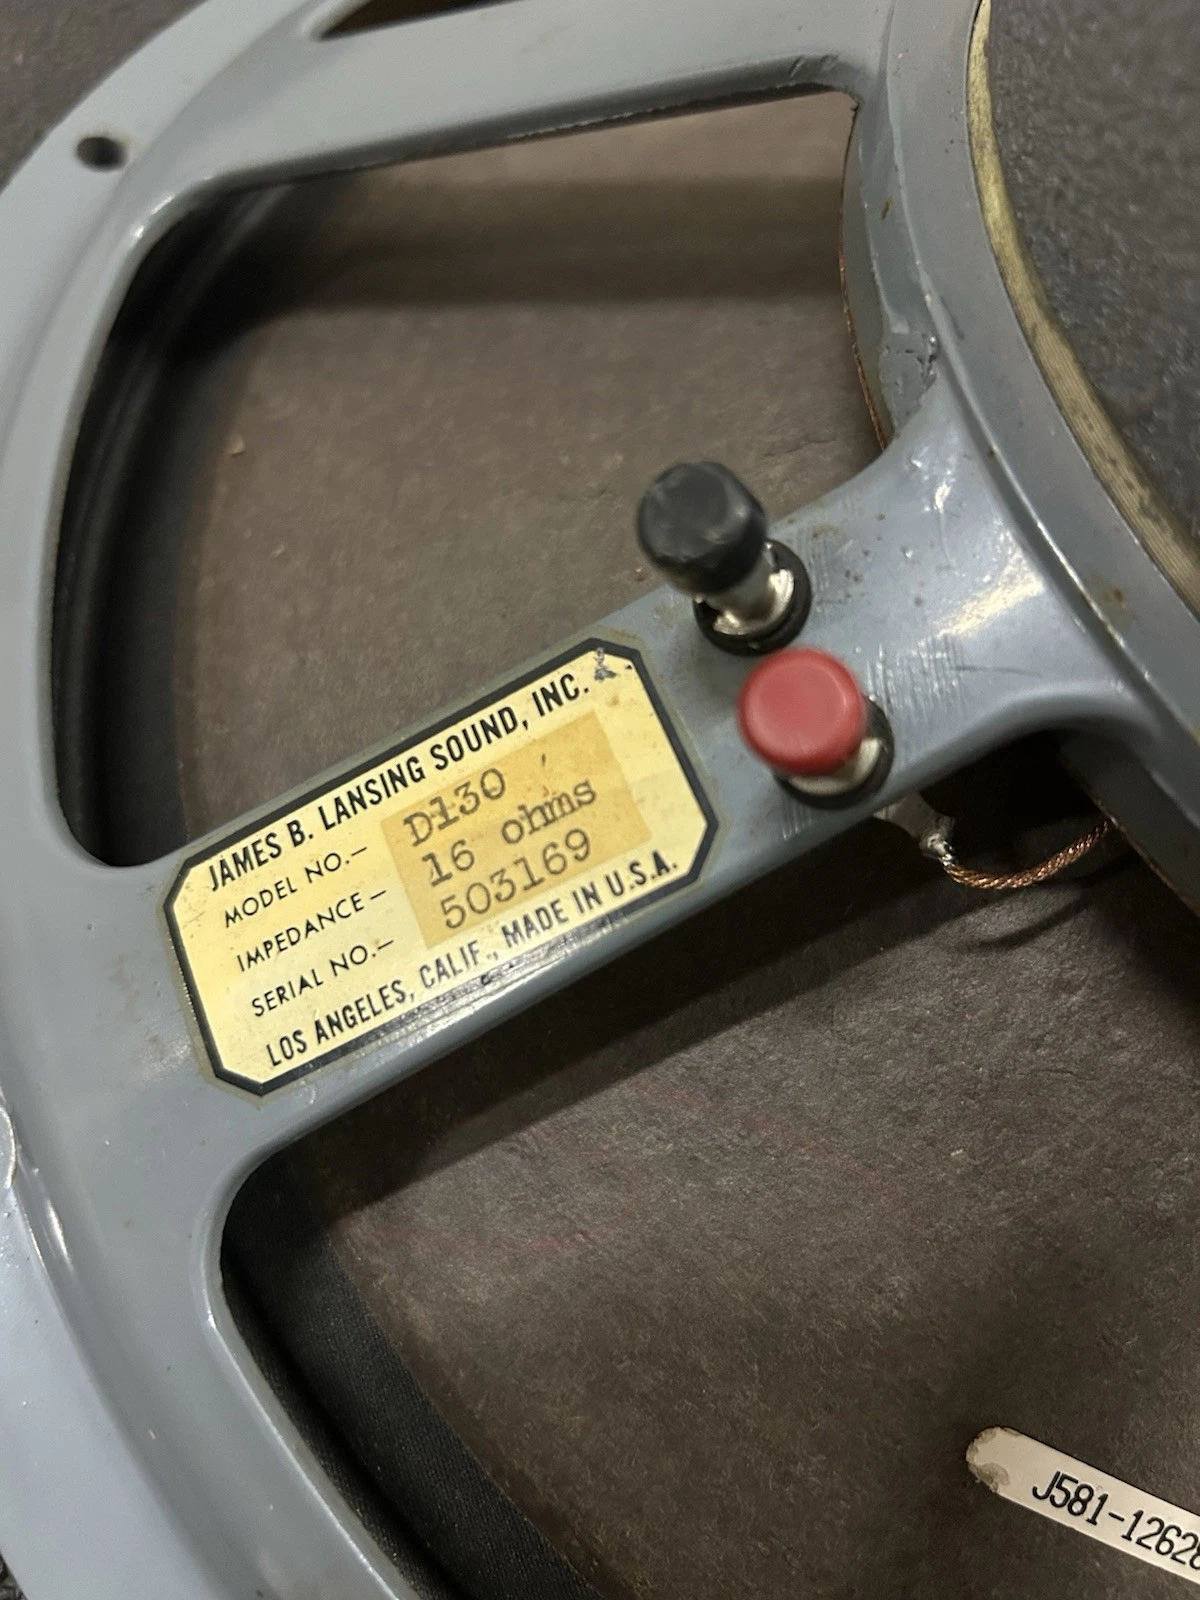 JAMES B. LANSING SOUND, INC.
MODEL NO.— D130
IMPEDANCE— 16 ohms
SERIAL NO.— 503169
LOS ANGELES, CALIF., MADE IN U.S.A.
J581-12628